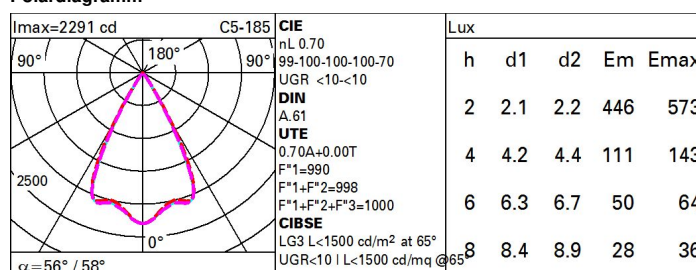 Polardiagramm
Imax=2291 cd C5-185
90° 180° 90°
2500
0°
α=56° / 58°
CIE
nL 0.70
99-100-100-100-70
UGR <10-<10
DIN
A.61
UTE
0.70A+0.00T
F"1=990
F"1+F"2=998
F"1+F"2+F"3=1000
CIBSE
LG3 L<1500 cd/m² at 65°
UGR<10 | L<1500 cd/mq @65°
Lux
h d1 d2 Em Emax
2 2.1 2.2 446 573
4 4.2 4.4 111 143
6 6.3 6.7 50 64
8 8.4 8.9 28 36